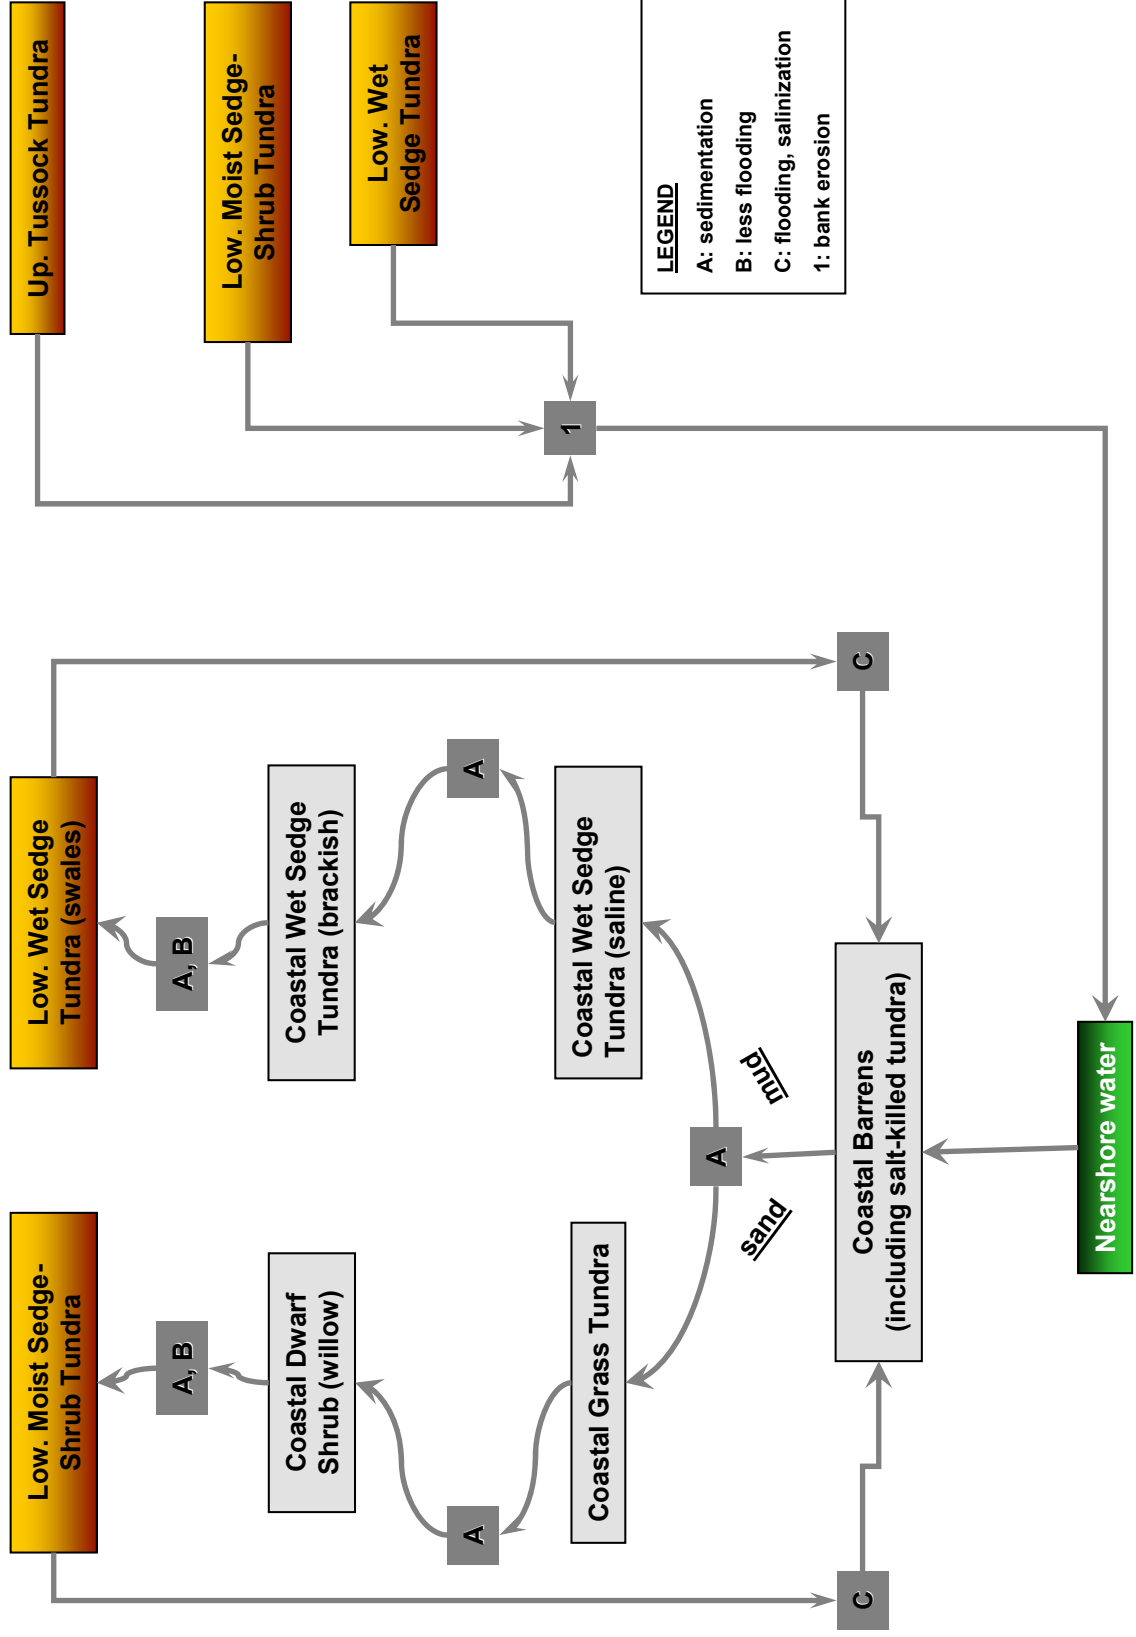 Low. Moist Sedge-
Shrub Tundra
Low. Wet Sedge
Tundra (swales)
Up. Tussock Tundra
A, B
A, B
Low. Moist Sedge-
Shrub Tundra
Coastal Dwarf
Shrub (willow)
Coastal Wet Sedge
Tundra (brackish)
Low. Wet
Sedge Tundra
A
A
Coastal Grass Tundra
Coastal Wet Sedge
Tundra (saline)
1
A
sand
mud
C
Coastal Barrens
(including salt-killed tundra)
C
Nearshore water
LEGEND
A: sedimentation
B: less flooding
C: flooding, salinization
1: bank erosion